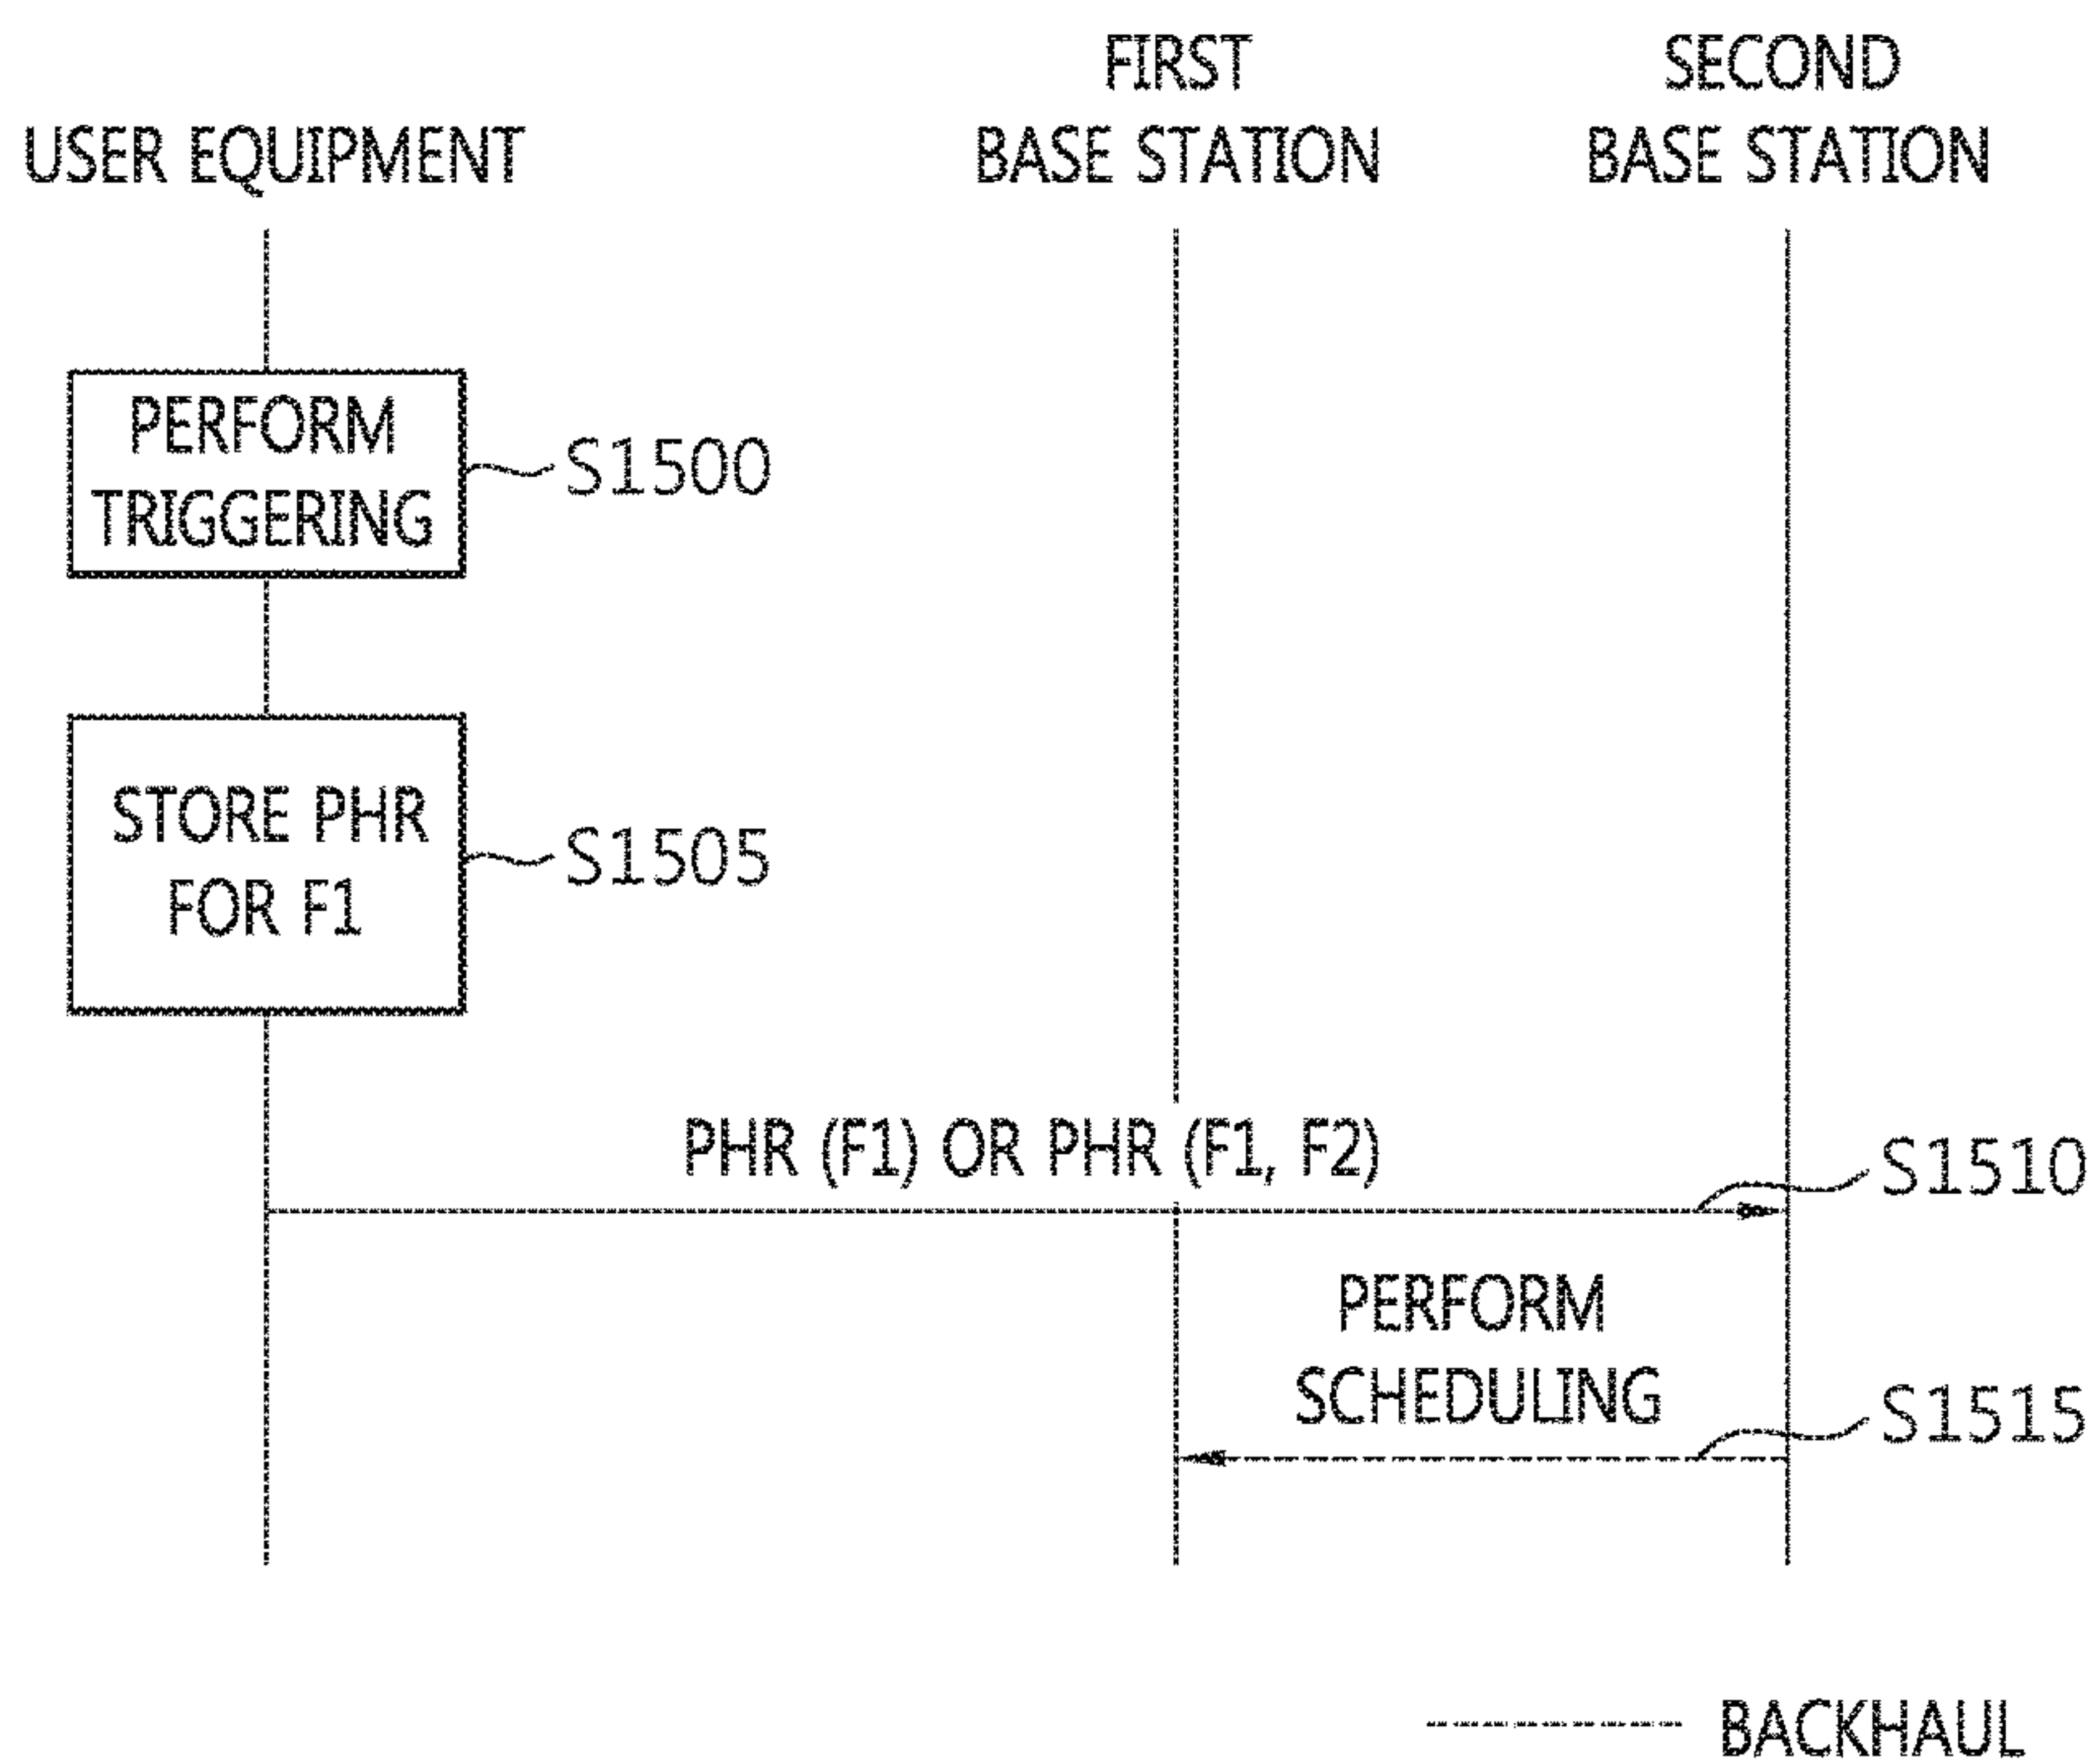 FIRST
BASE STATION
SECOND
BASE STATION
USER EQUIPMENT
PERFORM
TRIGGERING
S1500
STORE PHR
FOR F1
S1505
PHR (F1) OR PHR (F1, F2)
S1510
PERFORM
SCHEDULING
S1515
BACKHAUL